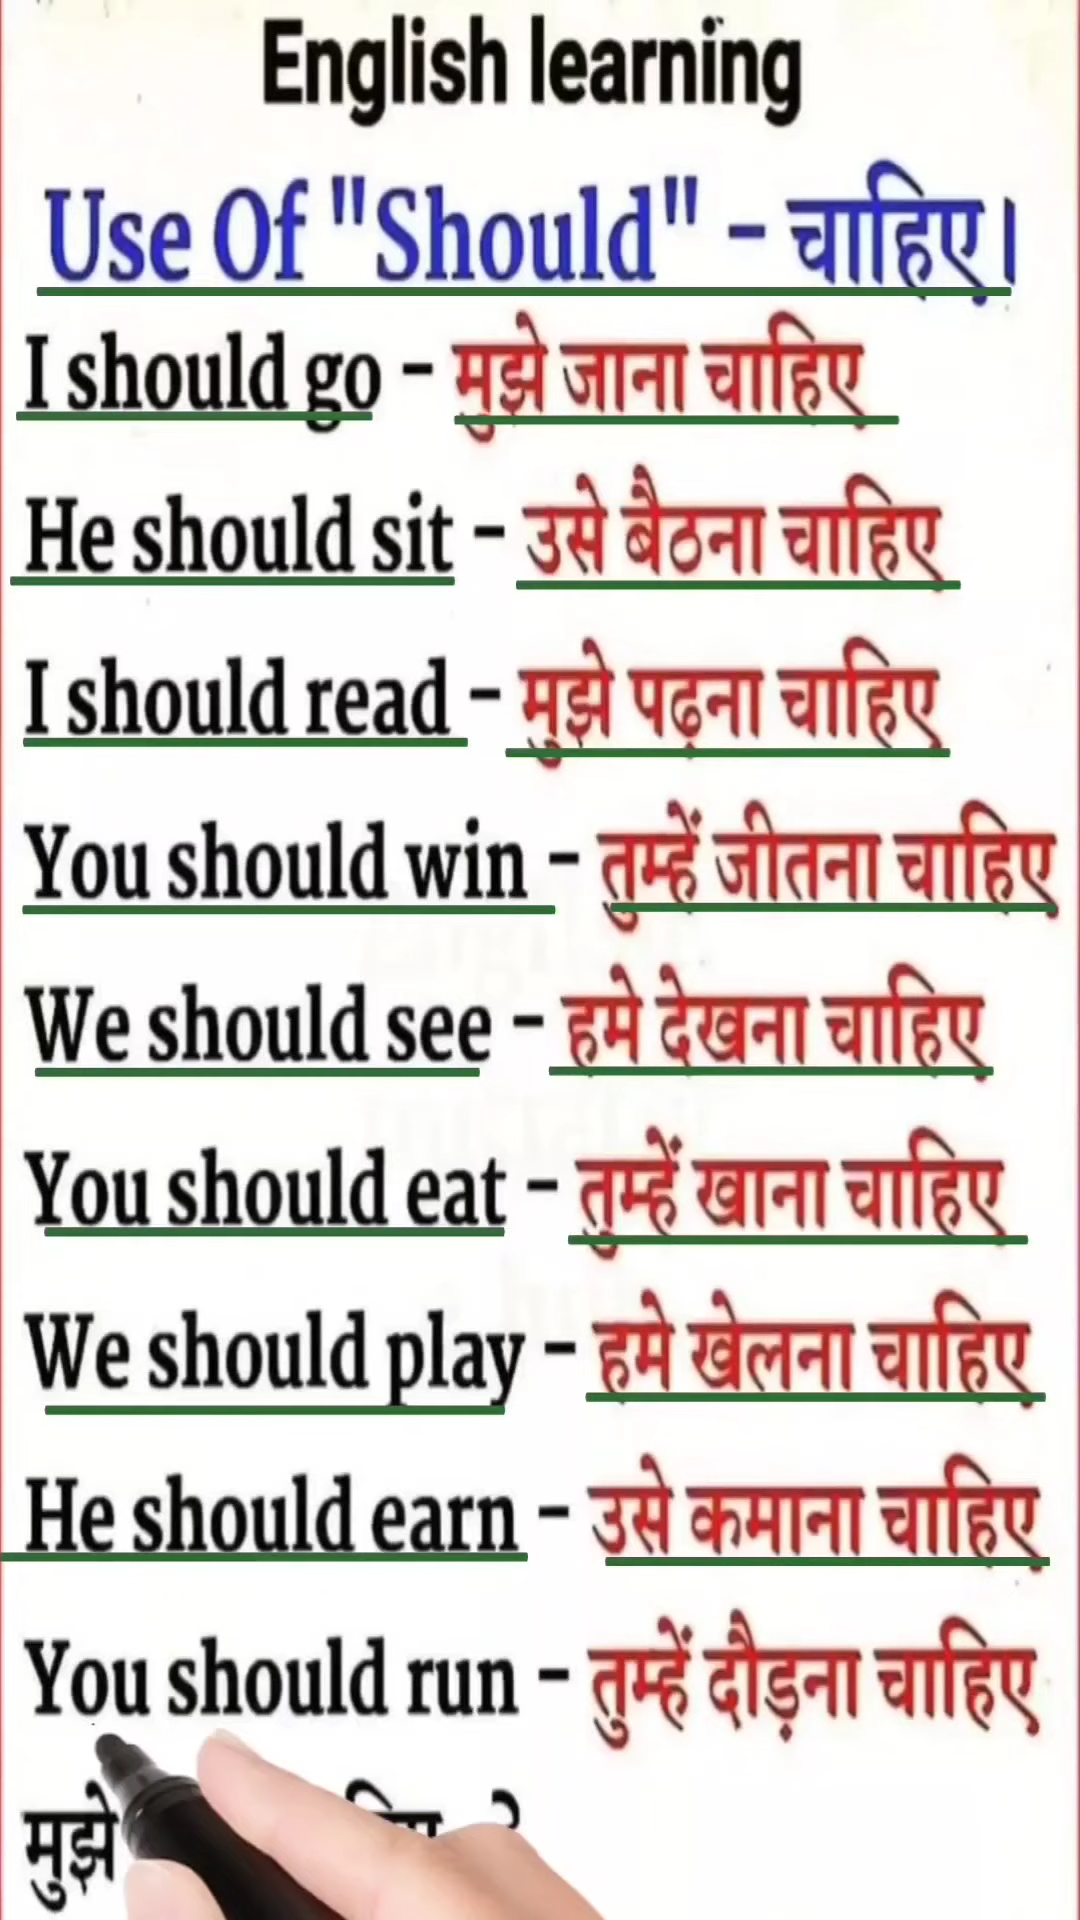 English learning
Use Of "Should" - चाहिए।
I should go - मुझे जाना चाहिए
He should sit - उसे बैठना चाहिए
I should read - मुझे पढ़ना चाहिए
You should win - तुम्हें जीतना चाहिए
We should see - हमे देखना चाहिए
You should eat - तुम्हें खाना चाहिए
We should play - हमे खेलना चाहिए
He should earn - उसे कमाना चाहिए
You should run - तुम्हें दौड़ना चाहिए
मुझे